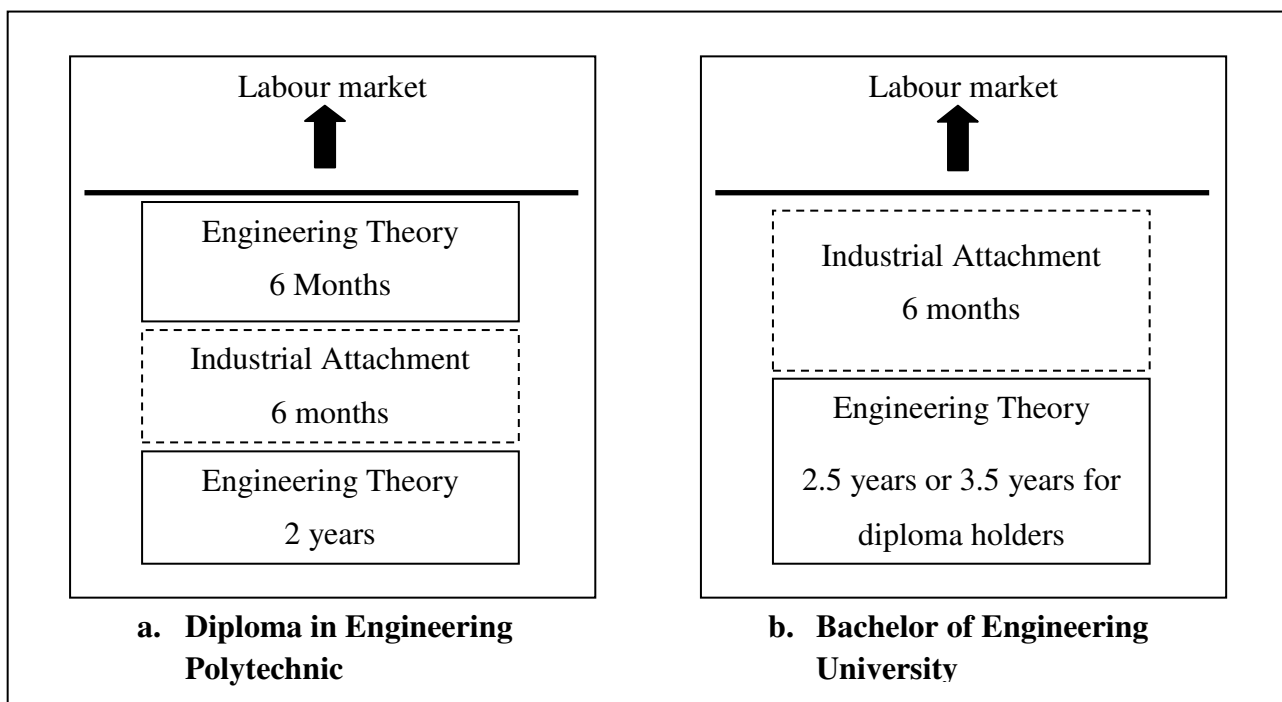 Labour market
Engineering Theory
6 Months
Industrial Attachment
6 months
Engineering Theory
2 years
a. Diploma in Engineering
Polytechnic
Labour market
Industrial Attachment
6 months
Engineering Theory
2.5 years or 3.5 years for
diploma holders
b. Bachelor of Engineering
University